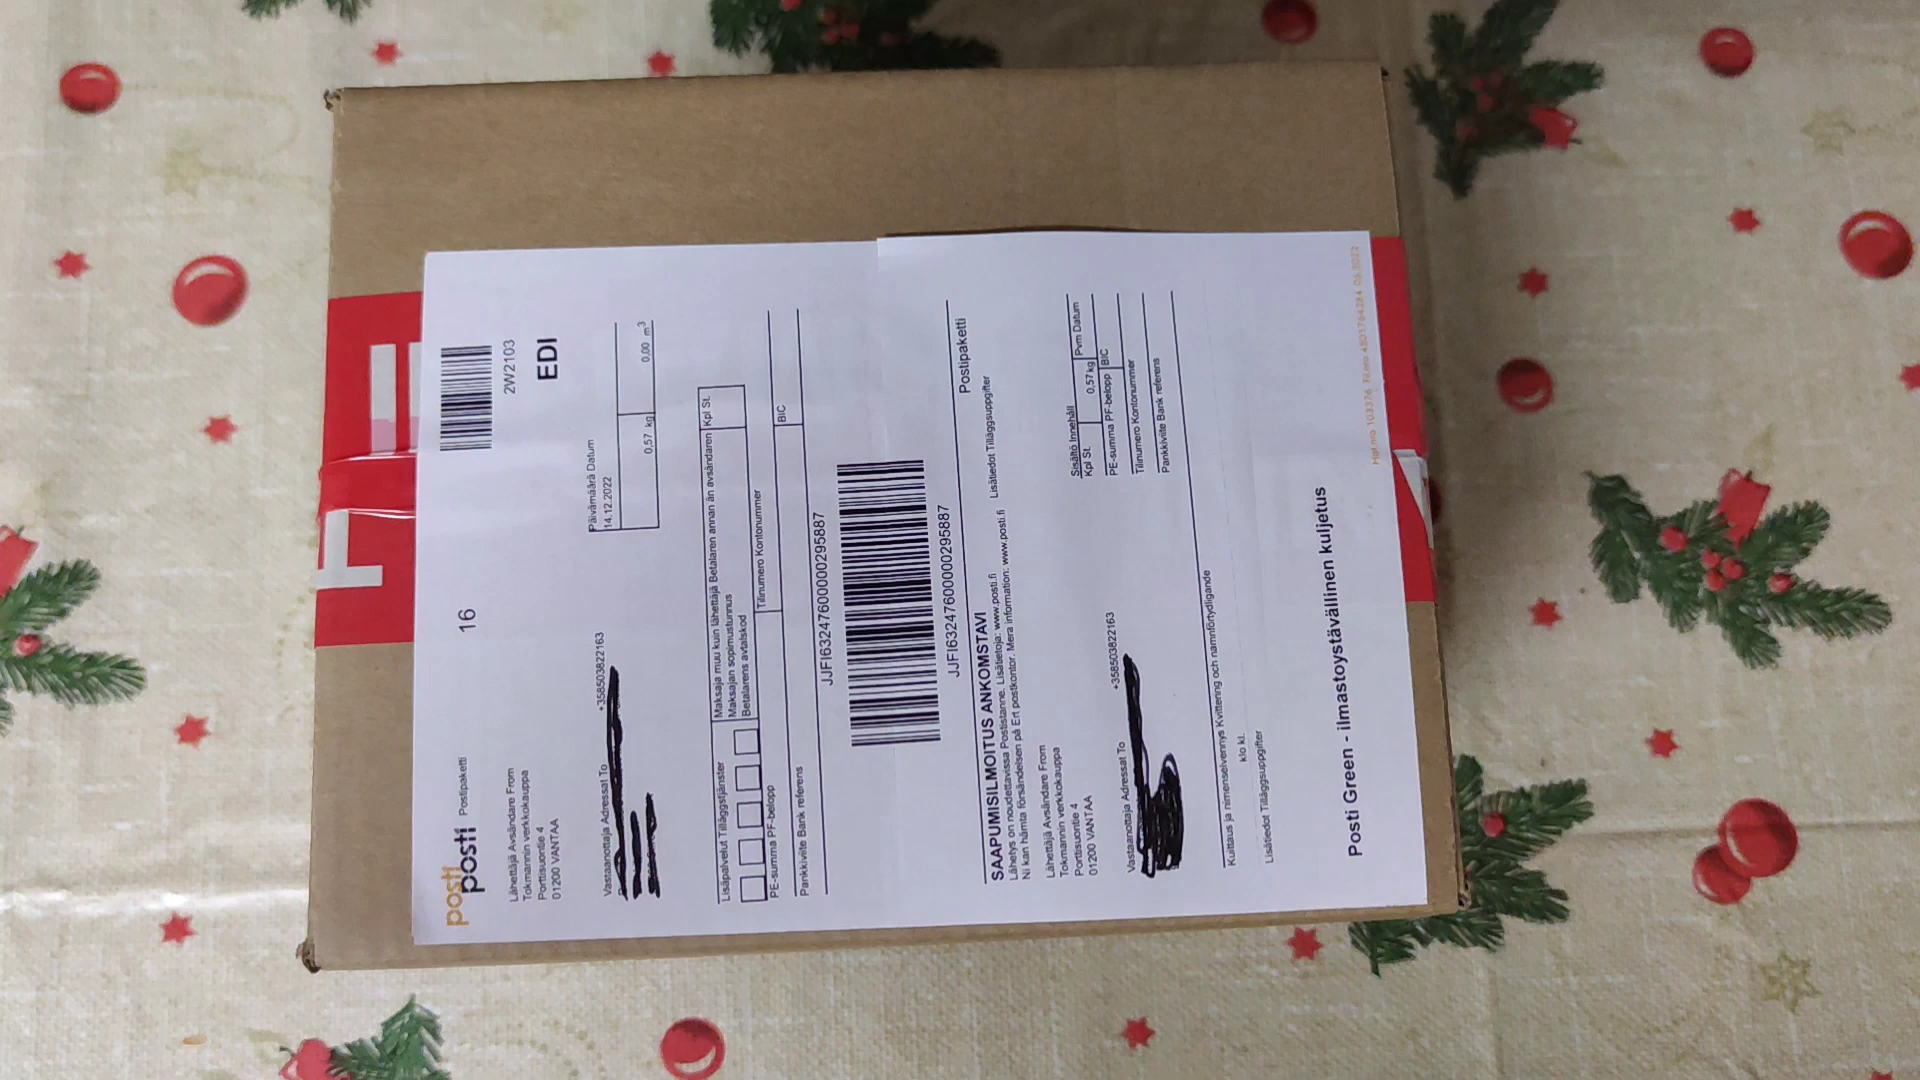 posti
posti Postipaketti 16
2W2103
EDI
Lähettäjä Avsändare From
Tokmannin verkkokauppa
Porttisuontie 4
01200 VANTAA
Päivämäärä Datum
14.12.2022
0,57 kg 0,00 m3
Vastaanottaja Adressat To +358503822163
Lisäpalvelut Tilläggstjänster
Maksaja muu kuin lähettäjä Betalaren annan än avsändaren
Kpl St.
Maksajan sopimustunnus
Betalarens avtalskod
PE-summa PF-belopp
Tilinumero Kontonummer
BIC
Pankkiviite Bank referens
JJFI63247600000295887
JJFI63247600000295887
Postipaketti
SAAPUMISILMOITUS ANKOMSTAVI
Lähetys on noudettavissa Postistanne. Lisätietoja: www.posti.fi
Lisätiedot Tilläggsuppgifter
Ni kan hämta försändelsen på Ert postkontor. Mera information: www.posti.fi
Lähettäjä Avsändare From
Tokmannin verkkokauppa
Porttisuontie 4
01200 VANTAA
Sisältö Innehåll
Kpl St. 0,57 kg Pvm Datum
PE-summa PF-belopp BIC
Tilinumero Kontonummer
Pankkiviite Bank referens
Vastaanottaja Adressat To +358503822163
Kuittaus ja nimenselvennys Kvittering och namnförtydligande
klo kl.
Lisätiedot Tilläggsuppgifter
Posti Green - ilmastoystävällinen kuljetus